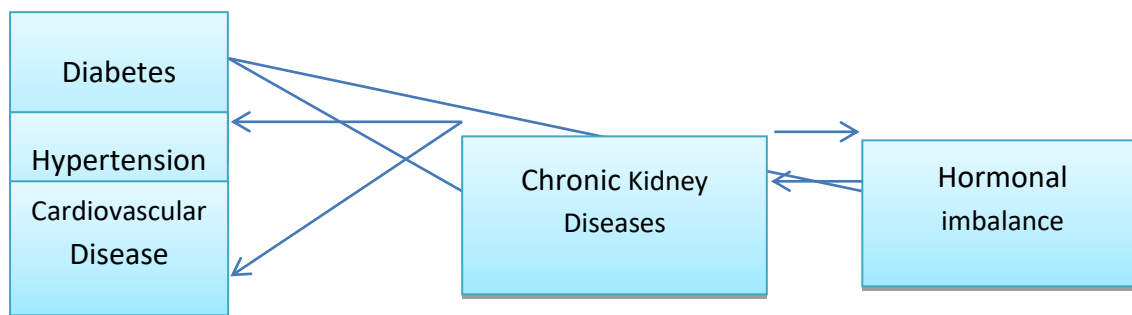 Diabetes
Hypertension
Cardiovascular
Disease
Chronic Kidney
Diseases
Hormonal
imbalance